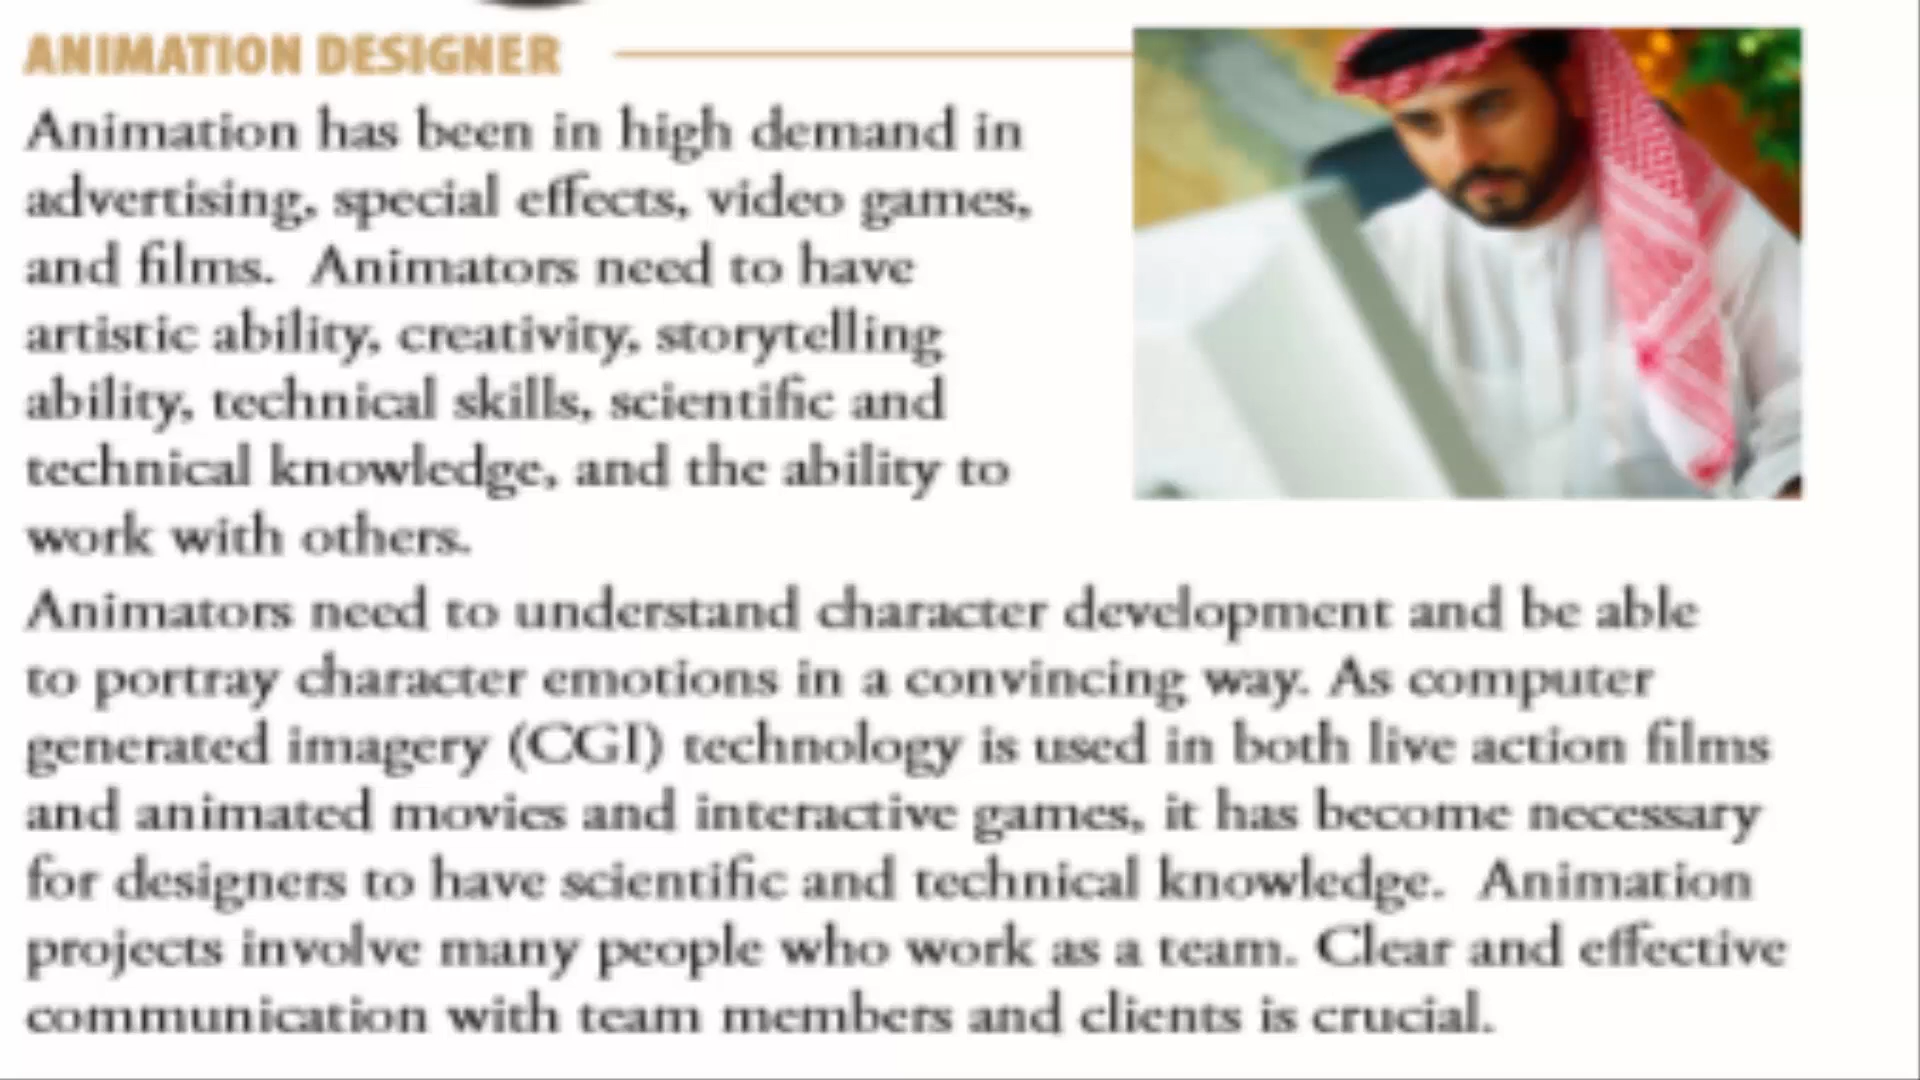 ANIMATION DESIGNER
Animation has been in high demand in
advertising, special effects, video games,
and films.  Animators need to have
artistic ability, creativity, storytelling
ability, technical skills, scientific and
technical knowledge, and the ability to
work with others.
Animators need to understand character development and be able
to portray character emotions in a convincing way. As computer
generated imagery (CGI) technology is used in both live action films
and animated movies and interactive games, it has become necessary
for designers to have scientific and technical knowledge.  Animation
projects involve many people who work as a team. Clear and effective
communication with team members and clients is crucial.